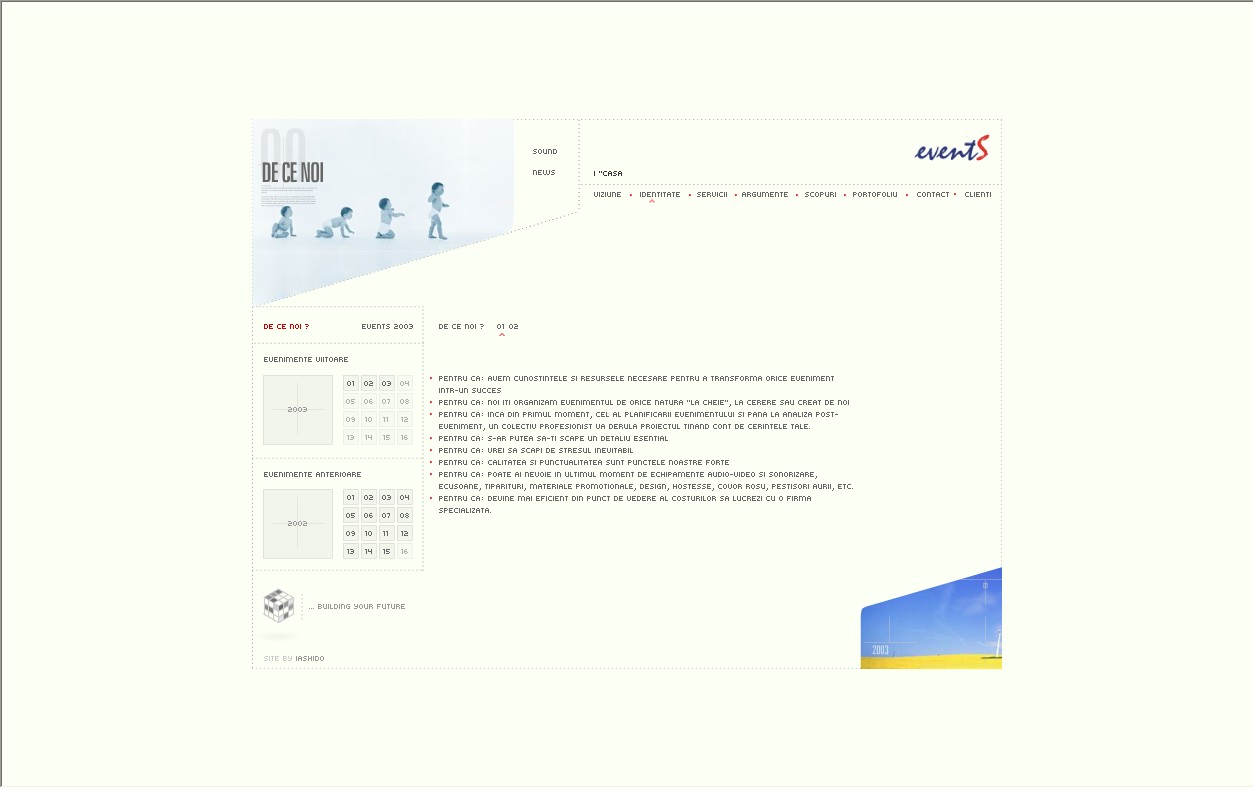 00
DE CE NOI
SOUND
NEWS
eventS
I "CASA
VIZIUNE • IDENTITATE • SERVICII • ARGUMENTE • SCOPURI • PORTOFOLIU • CONTACT • CLIENTI
DE CE NOI ? EVENTS 2003
DE CE NOI ? 01 02
EVENIMENTE VIITOARE
2003
01 02 03 04
05 06 07 08
09 10 11 12
13 14 15 16
EVENIMENTE ANTERIOARE
2002
01 02 03 04
05 06 07 08
09 10 11 12
13 14 15 16
• PENTRU CA: AVEM CUNOSTINTELE SI RESURSELE NECESARE PENTRU A TRANSFORMA ORICE EVENIMENT
INTR-UN SUCCES
• PENTRU CA: NOI ITI ORGANIZAM EVENIMENTUL DE ORICE NATURA "LA CHEIE", LA CERERE SAU CREAT DE NOI
• PENTRU CA: INCA DIN PRIMUL MOMENT, CEL AL PLANIFICARII EVENIMENTULUI SI PANA LA ANALIZA POST-
EVENIMENT, UN COLECTIV PROFESIONIST VA DERULA PROIECTUL TINAND CONT DE CERINTELE TALE.
• PENTRU CA: S-AR PUTEA SA-TI SCAPE UN DETALIU ESENTIAL
• PENTRU CA: VREI SA SCAPI DE STRESUL INEVITABIL
• PENTRU CA: CALITATEA SI PUNCTUALITATEA SUNT PUNCTELE NOASTRE FORTE
• PENTRU CA: POATE AI NEVOIE IN ULTIMUL MOMENT DE ECHIPAMENTE AUDIO-VIDEO SI SONORIZARE,
ECUSOANE, TIPARITURI, MATERIALE PROMOTIONALE, DESIGN, HOSTESSE, COVOR ROSU, PESTISORI AURII, ETC.
• PENTRU CA: DEVINE MAI EFICIENT DIN PUNCT DE VEDERE AL COSTURILOR SA LUCREZI CU O FIRMA
SPECIALIZATA.
... BUILDING YOUR FUTURE
2003
SITE BY IASHIDO